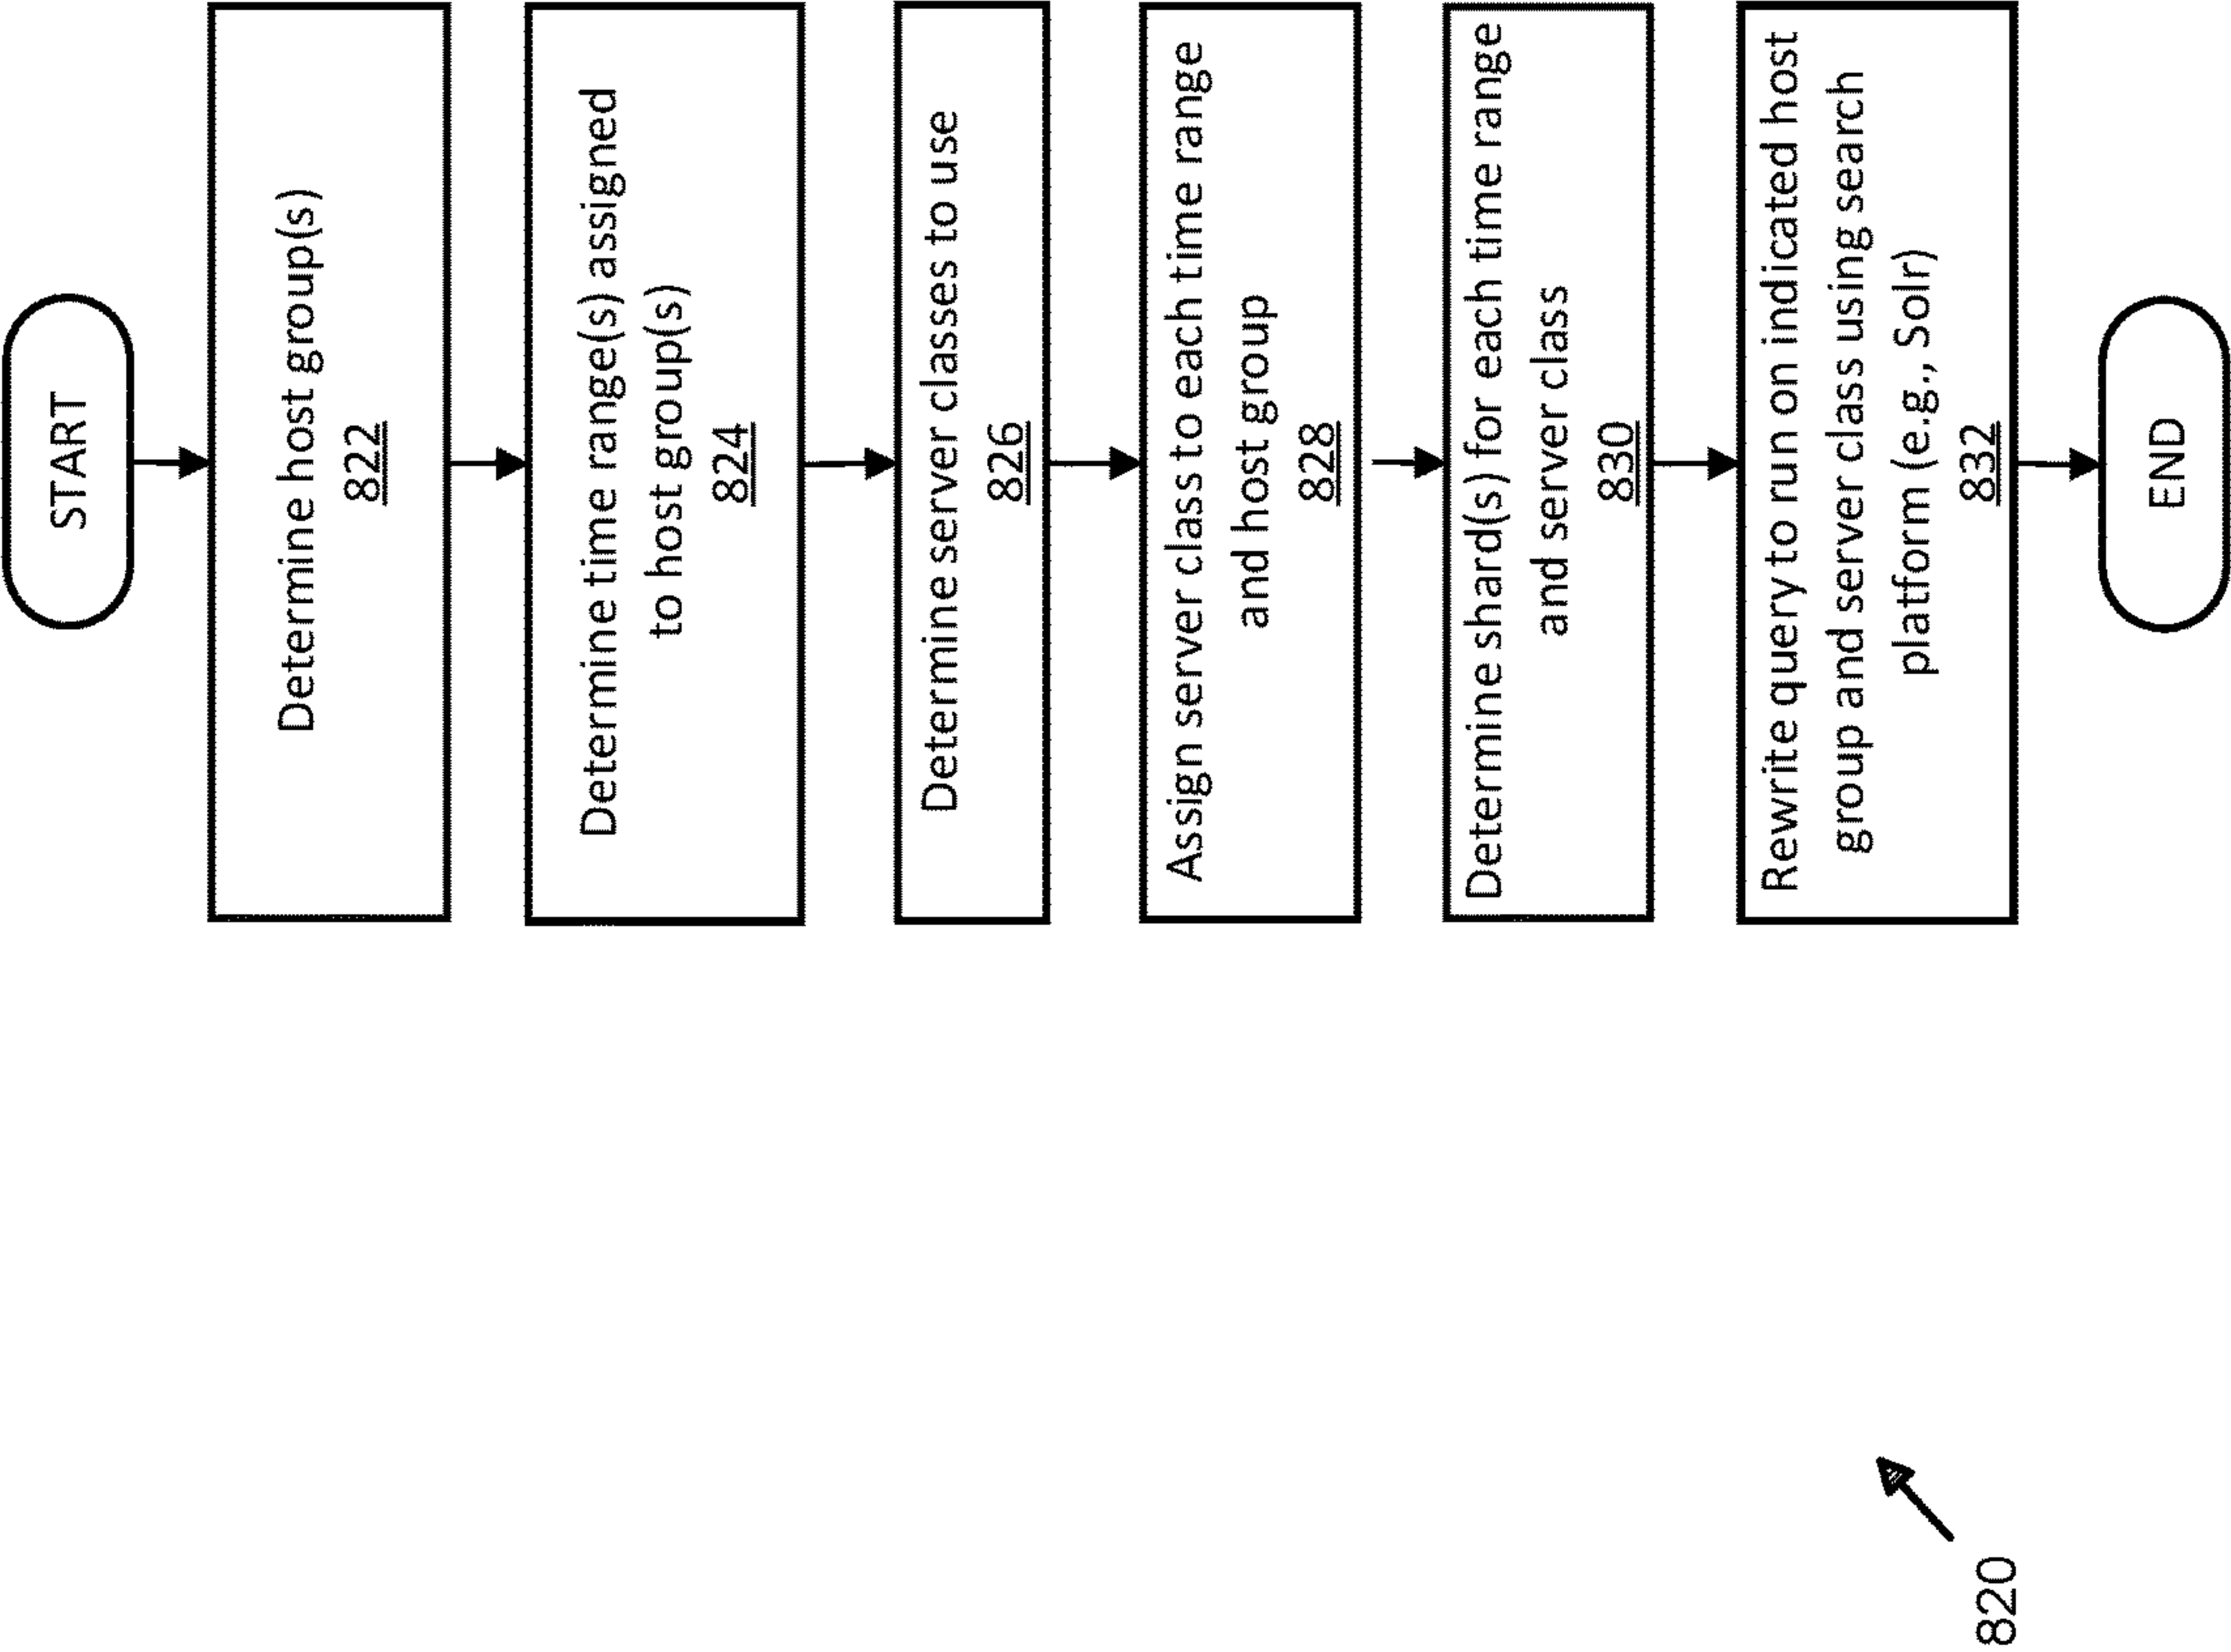 START
Determine host group(s)
822
Determine time range(s) assigned
to host group(s)
824
Determine server classes to use
826
Assign server class to each time range
and host group
828
Determine shard(s) for each time range
and server class
830
Rewrite query to run on indicated host
group and server class using search
platform (e.g., Solr)
832
END
820